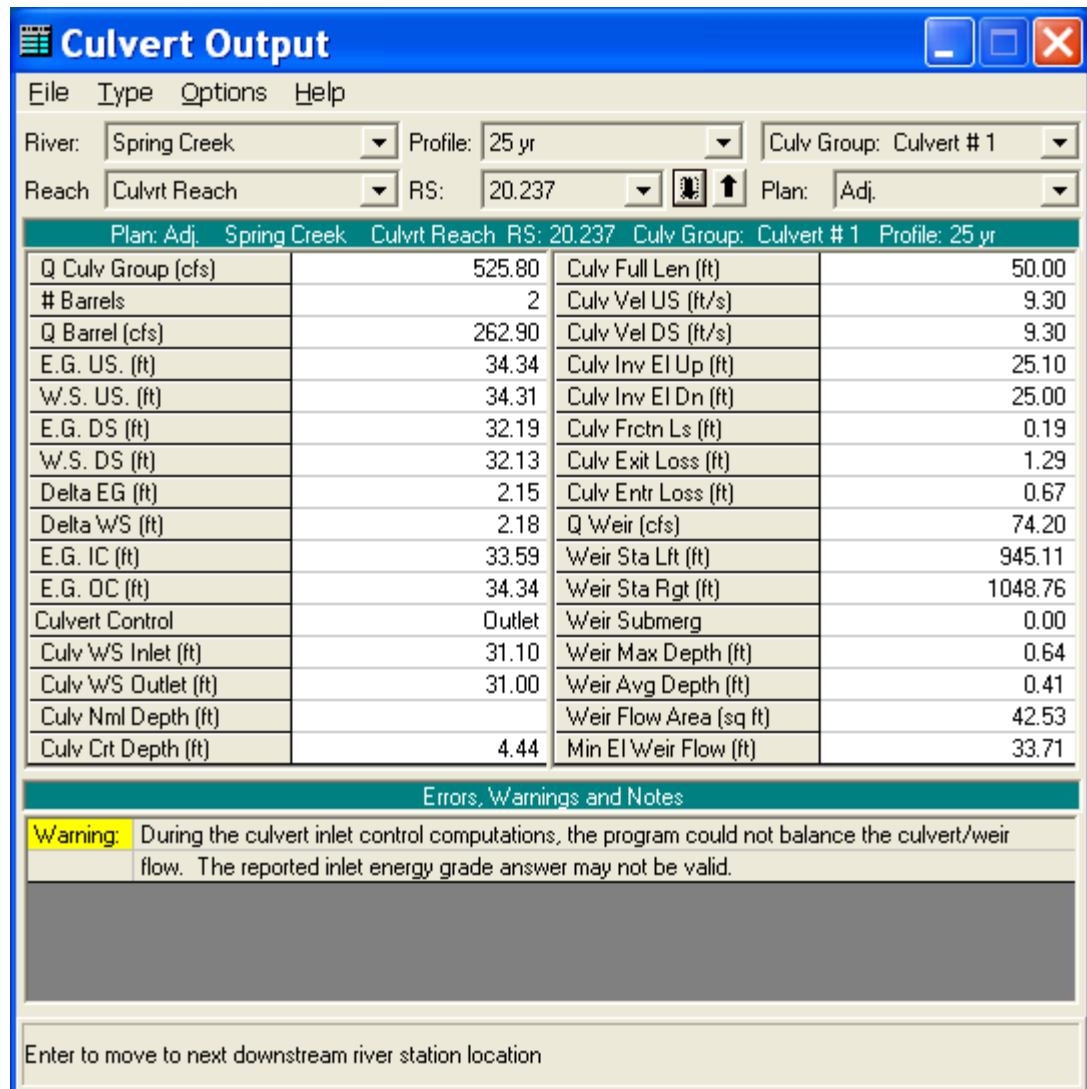 Culvert Output
File Type Options Help
River: Spring Creek Profile: 25 yr Culv Group: Culvert # 1
Reach Culvrt Reach RS: 20.237 Plan: Adj.
Plan: Adj. Spring Creek Culvrt Reach RS: 20.237 Culv Group: Culvert # 1 Profile: 25 yr
Q Culv Group (cfs) 525.80 Culv Full Len (ft) 50.00
# Barrels 2 Culv Vel US (ft/s) 9.30
Q Barrel (cfs) 262.90 Culv Vel DS (ft/s) 9.30
E.G. US. (ft) 34.34 Culv Inv El Up (ft) 25.10
W.S. US. (ft) 34.31 Culv Inv El Dn (ft) 25.00
E.G. DS (ft) 32.19 Culv Frctn Ls (ft) 0.19
W.S. DS (ft) 32.13 Culv Exit Loss (ft) 1.29
Delta EG (ft) 2.15 Culv Entr Loss (ft) 0.67
Delta WS (ft) 2.18 Q Weir (cfs) 74.20
E.G. IC (ft) 33.59 Weir Sta Lft (ft) 945.11
E.G. OC (ft) 34.34 Weir Sta Rgt (ft) 1048.76
Culvert Control Outlet Weir Submerg 0.00
Culv WS Inlet (ft) 31.10 Weir Max Depth (ft) 0.64
Culv WS Outlet (ft) 31.00 Weir Avg Depth (ft) 0.41
Culv Nml Depth (ft) Weir Flow Area (sq ft) 42.53
Culv Crt Depth (ft) 4.44 Min El Weir Flow (ft) 33.71
Errors, Warnings and Notes
Warning: During the culvert inlet control computations, the program could not balance the culvert/weir
flow. The reported inlet energy grade answer may not be valid.
Enter to move to next downstream river station location